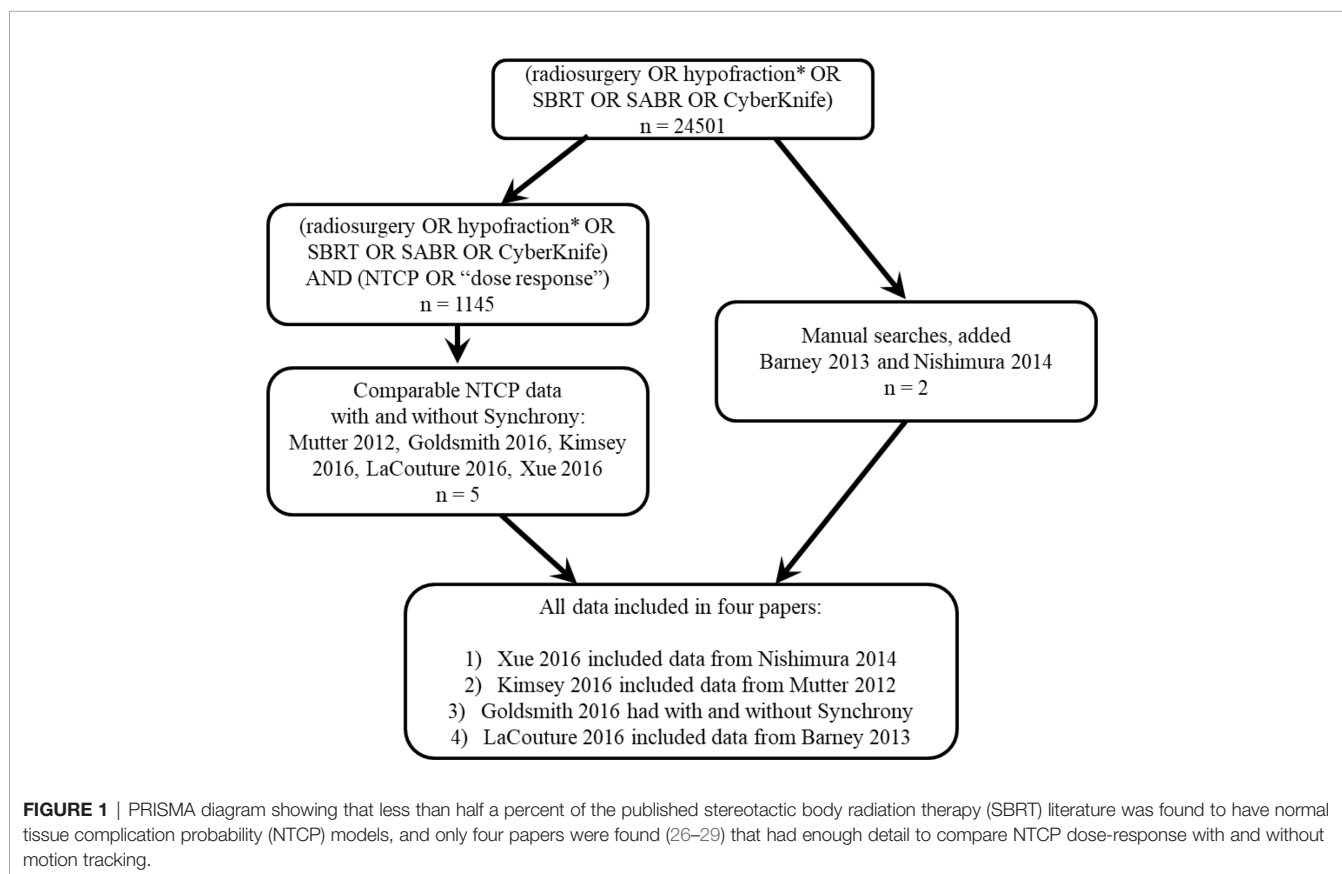 (radiosurgery OR hypofraction* OR
SBRT OR SABR OR CyberKnife)
n = 24501
(radiosurgery OR hypofraction* OR
SBRT OR SABR OR CyberKnife)
AND (NTCP OR “dose response”)
n = 1145
Manual searches, added
Barney 2013 and Nishimura 2014
n = 2
Comparable NTCP data
with and without Synchrony:
Mutter 2012, Goldsmith 2016, Kimsey
2016, LaCouture 2016, Xue 2016
n = 5
All data included in four papers:
1) Xue 2016 included data from Nishimura 2014
2) Kimsey 2016 included data from Mutter 2012
3) Goldsmith 2016 had with and without Synchrony
4) LaCouture 2016 included data from Barney 2013
FIGURE 1 | PRISMA diagram showing that less than half a percent of the published stereotactic body radiation therapy (SBRT) literature was found to have normal
tissue complication probability (NTCP) models, and only four papers were found (26–29) that had enough detail to compare NTCP dose-response with and without
motion tracking.